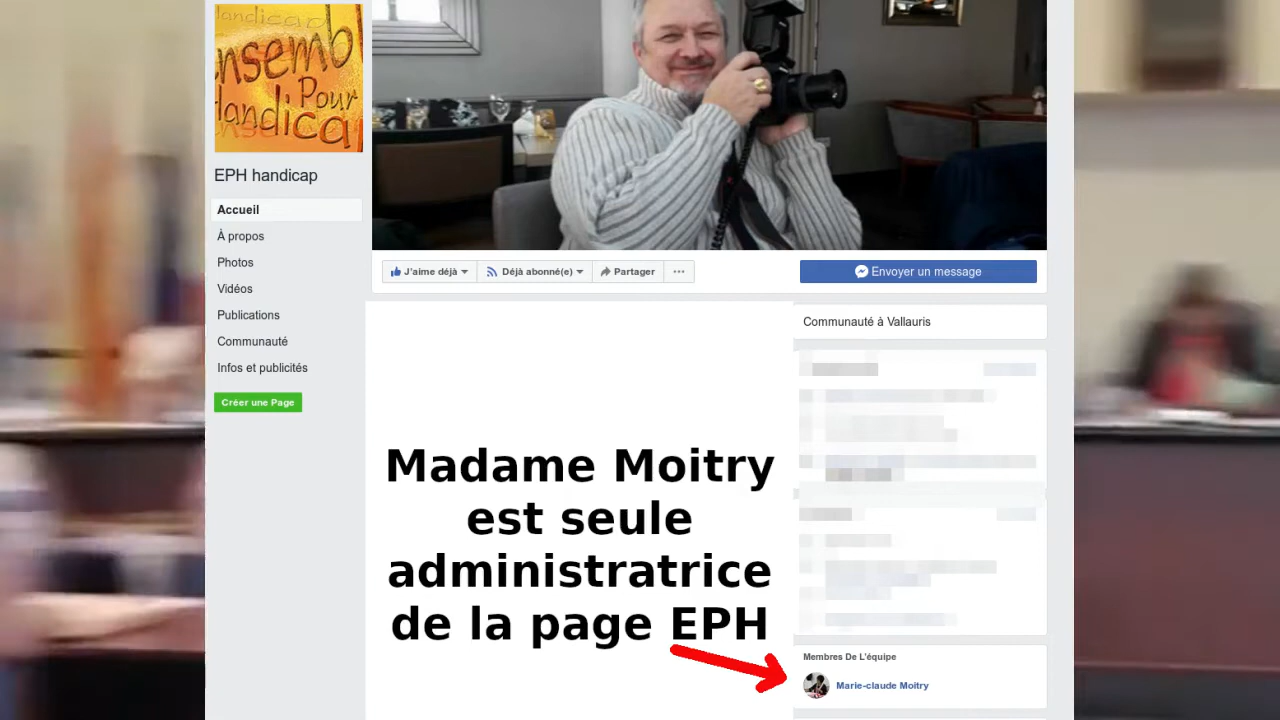 landicad
nsemb
Pour
Handica
EPH handicap
Accueil
À propos
Photos
Vidéos
Publications
Communauté
Infos et publicités
Créer une Page
J'aime déjà
Déjà abonné(e)
Partager
Envoyer un message
Communauté à Vallauris
Madame Moitry
est seule
administratrice
de la page EPH
Membres De L'équipe
Marie-claude Moitry